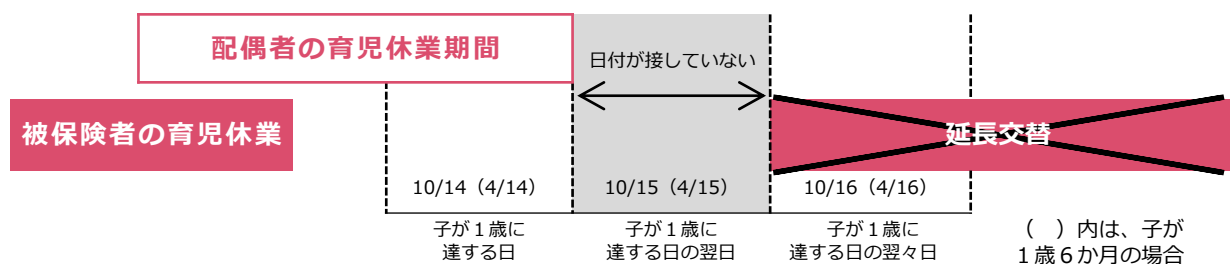 配偶者の育児休業期間
日付が接していない
被保険者の育児休業
延長交替
10/14（4/14）
10/15（4/15）
10/16（4/16）
子が１歳に
達する日
子が１歳に
達する日の翌日
子が１歳に
達する日の翌々日
（　）内は、子が
１歳６か月の場合